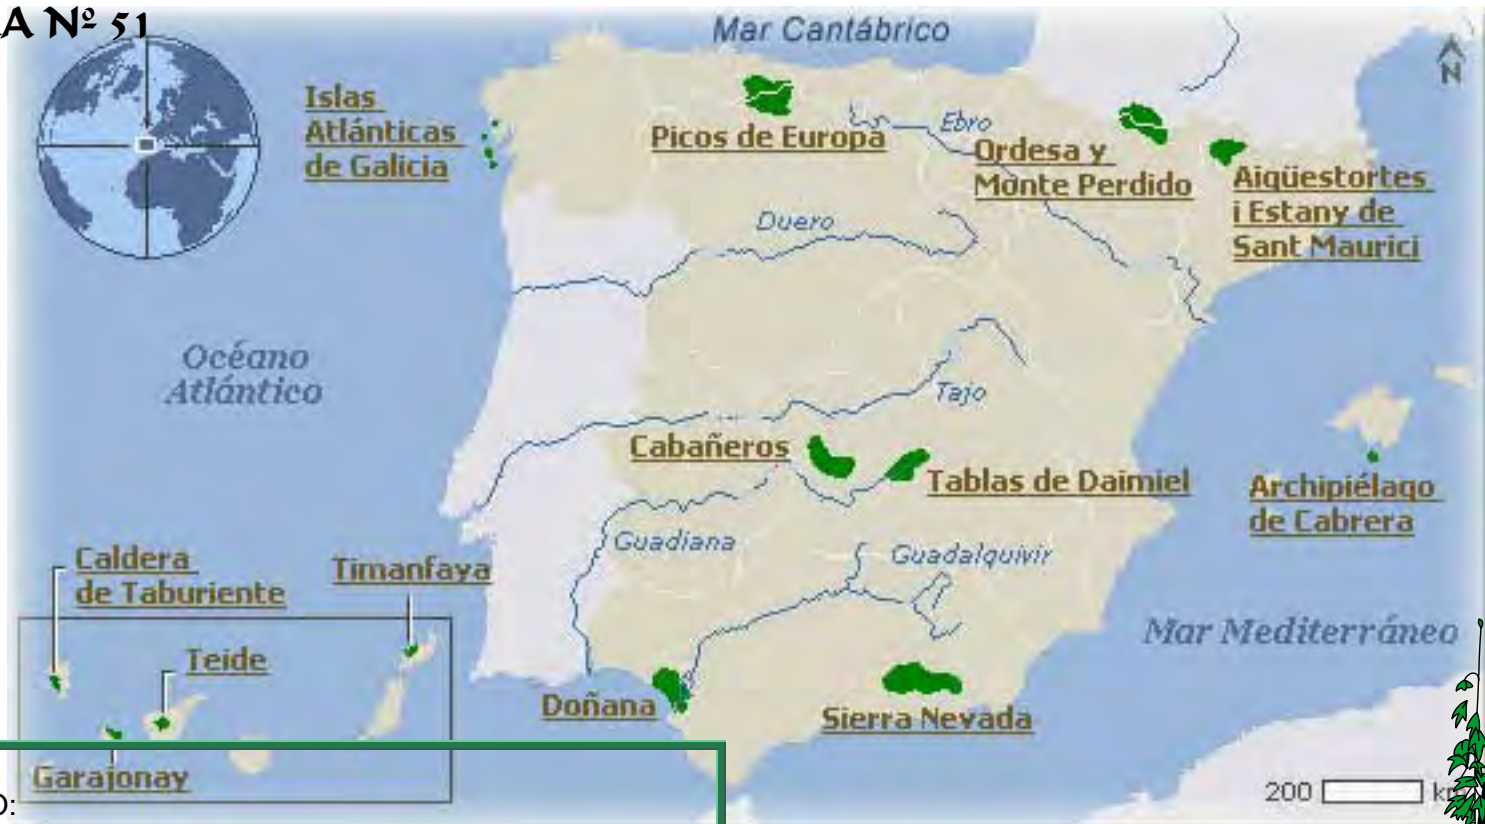 A Nº 51
Mar Cantábrico
N
Islas
Atlánticas
de Galicia
Picos de Europa
Ebro
Ordesa y
Monte Perdido
Aigüestortes
i Estany de
Sant Maurici
Duero
Océano
Atlántico
Tajo
Cabañeros
Tablas de Daimiel
Archipiélago
de Cabrera
Guadiana
Guadalquivir
Caldera
de Taburiente
Timanfaya
Teide
Mar Mediterráneo
Doñana
Sierra Nevada
Garajonay
200 km
O: